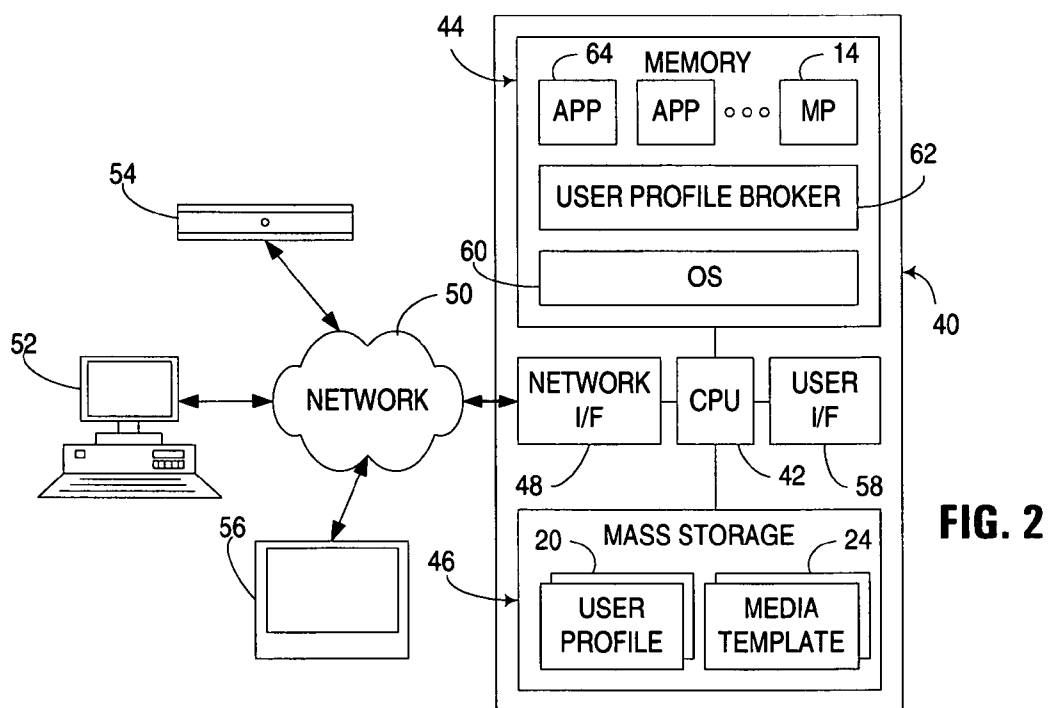 44
64
MEMORY
14
APP
APP
MP
62
USER PROFILE BROKER
54
60
OS
50
40
52
NETWORK
NETWORK
I/F
CPU
USER
I/F
48
42
58
FIG. 2
56
MASS STORAGE
20
24
46
USER
PROFILE
MEDIA
TEMPLATE